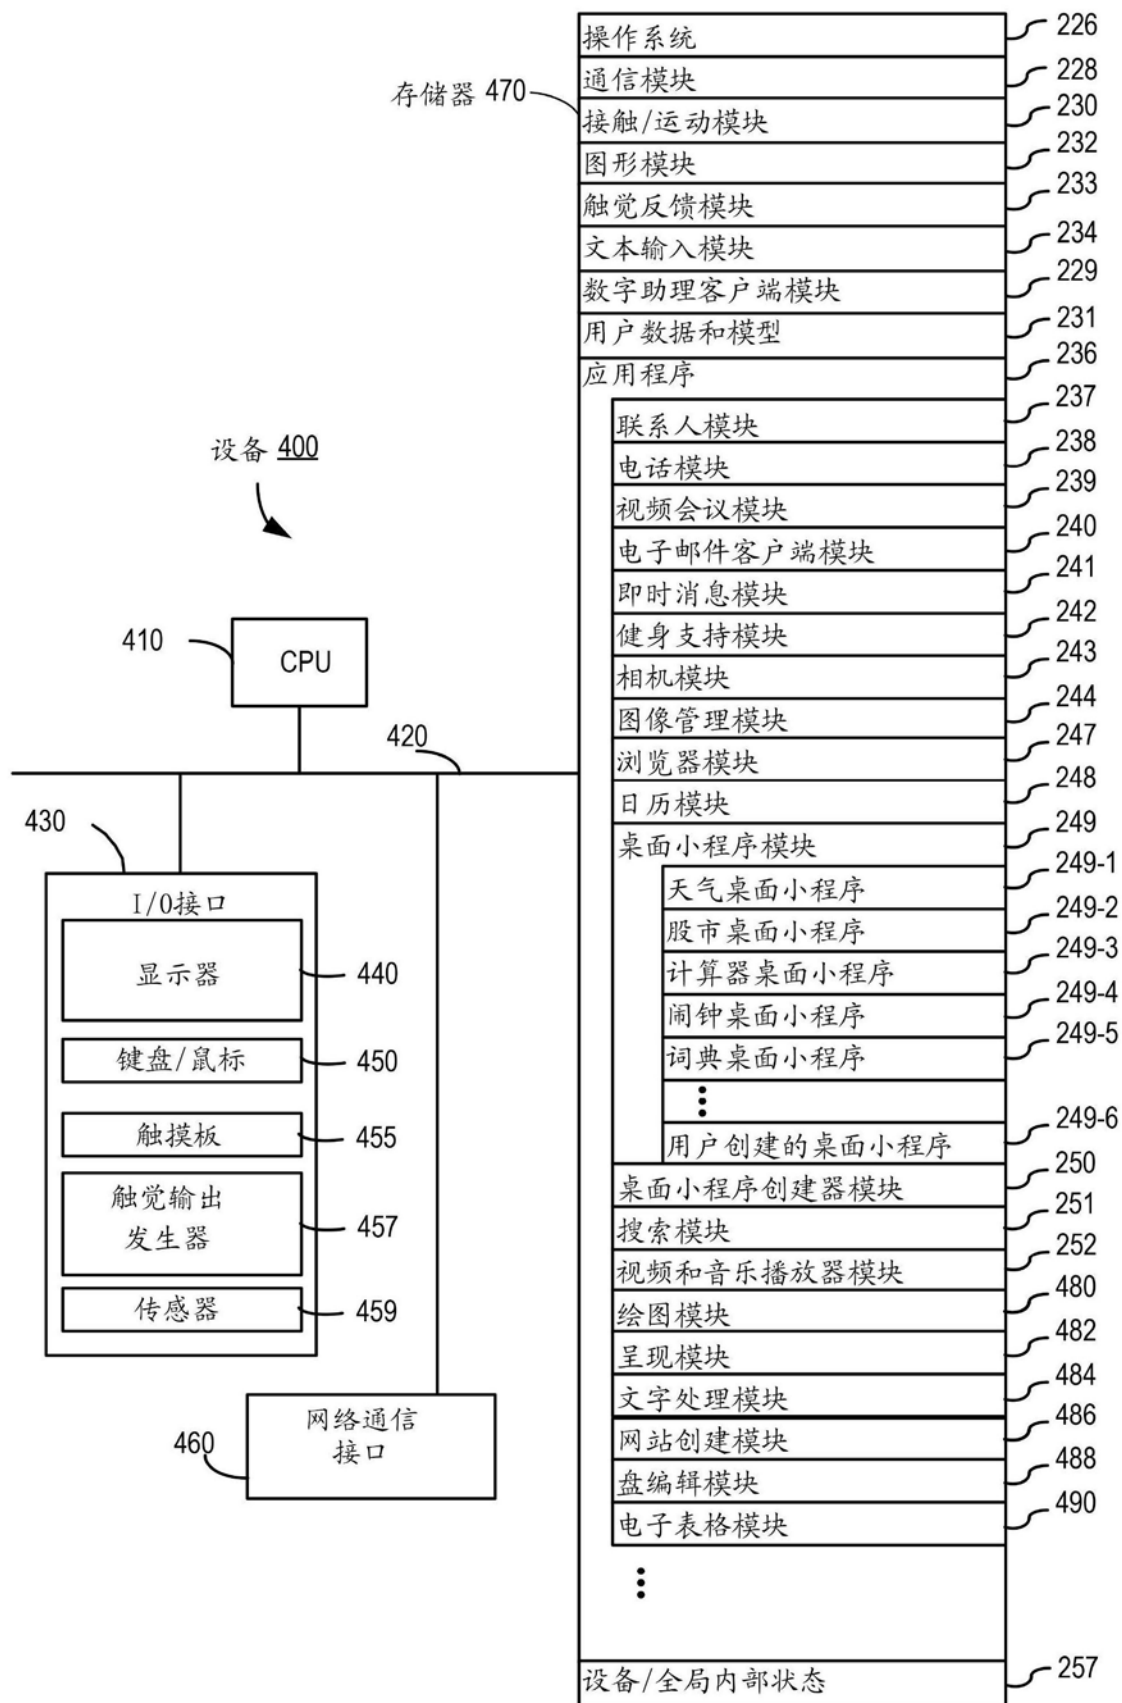 操作系统 226
通信模块 228
存储器 470
接触/运动模块 230
图形模块 232
触觉反馈模块 233
文本输入模块 234
数字助理客户端模块 229
用户数据和模型 231
应用程序 236
联系人模块 237
电话模块 238
视频会议模块 239
电子邮件客户端模块 240
即时消息模块 241
健身支持模块 242
相机模块 243
图像管理模块 244
浏览器模块 247
日历模块 248
桌面小程序模块 249
天气桌面小程序 249-1
股市桌面小程序 249-2
计算器桌面小程序 249-3
闹钟桌面小程序 249-4
词典桌面小程序 249-5
用户创建的桌面小程序 249-6
桌面小程序创建器模块 250
搜索模块 251
视频和音乐播放器模块 252
绘图模块 480
呈现模块 482
文字处理模块 484
网站创建模块 486
盘编辑模块 488
电子表格模块 490
设备/全局内部状态 257
设备 400
410
CPU
420
430
I/O接口
显示器 440
键盘/鼠标 450
触摸板 455
触觉输出
发生器 457
传感器 459
460
网络通信
接口